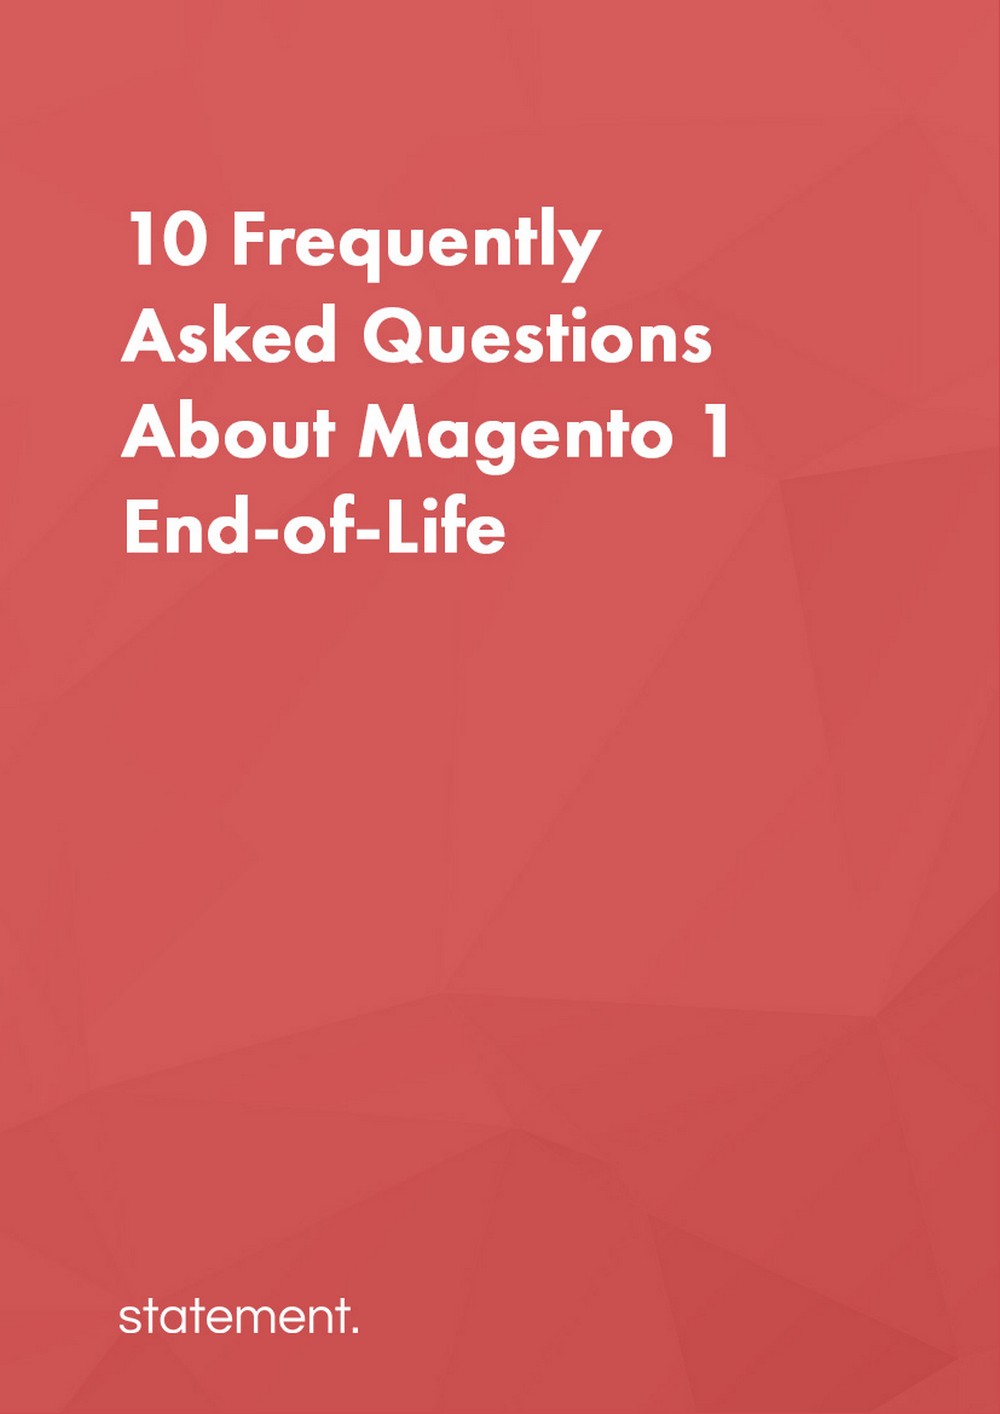 10 Frequently
Asked Questions
About Magento 1
End-of-Life
statement.